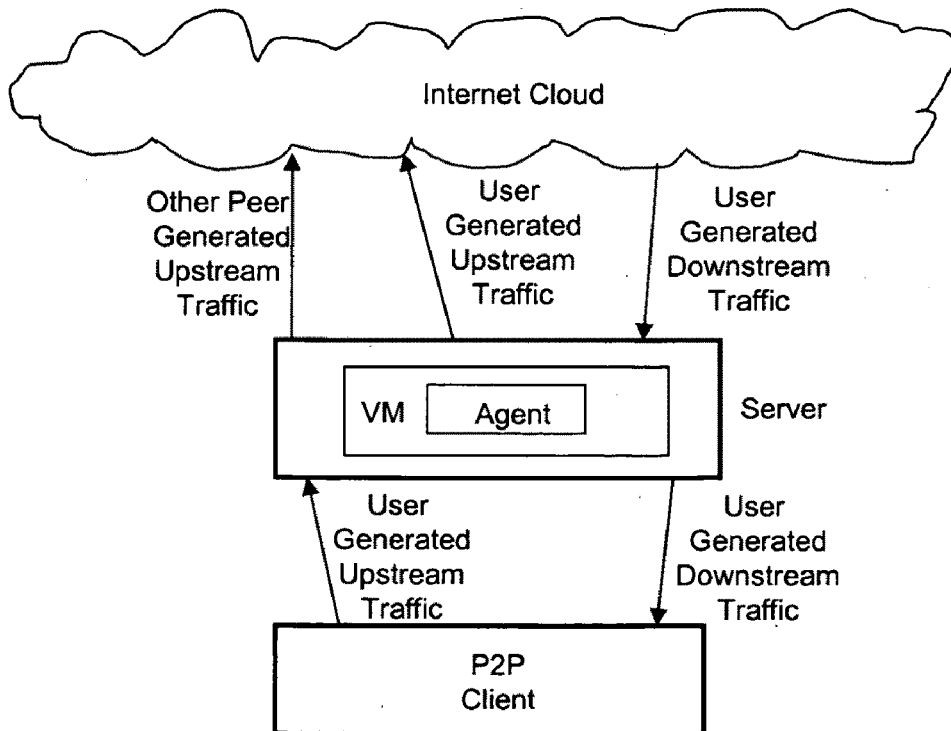 Internet Cloud
Other Peer
Generated
Upstream
Traffic
User
Generated
Upstream
Traffic
User
Generated
Downstream
Traffic
VM
Agent
Server
User
Generated
Upstream
Traffic
User
Generated
Downstream
Traffic
P2P
Client